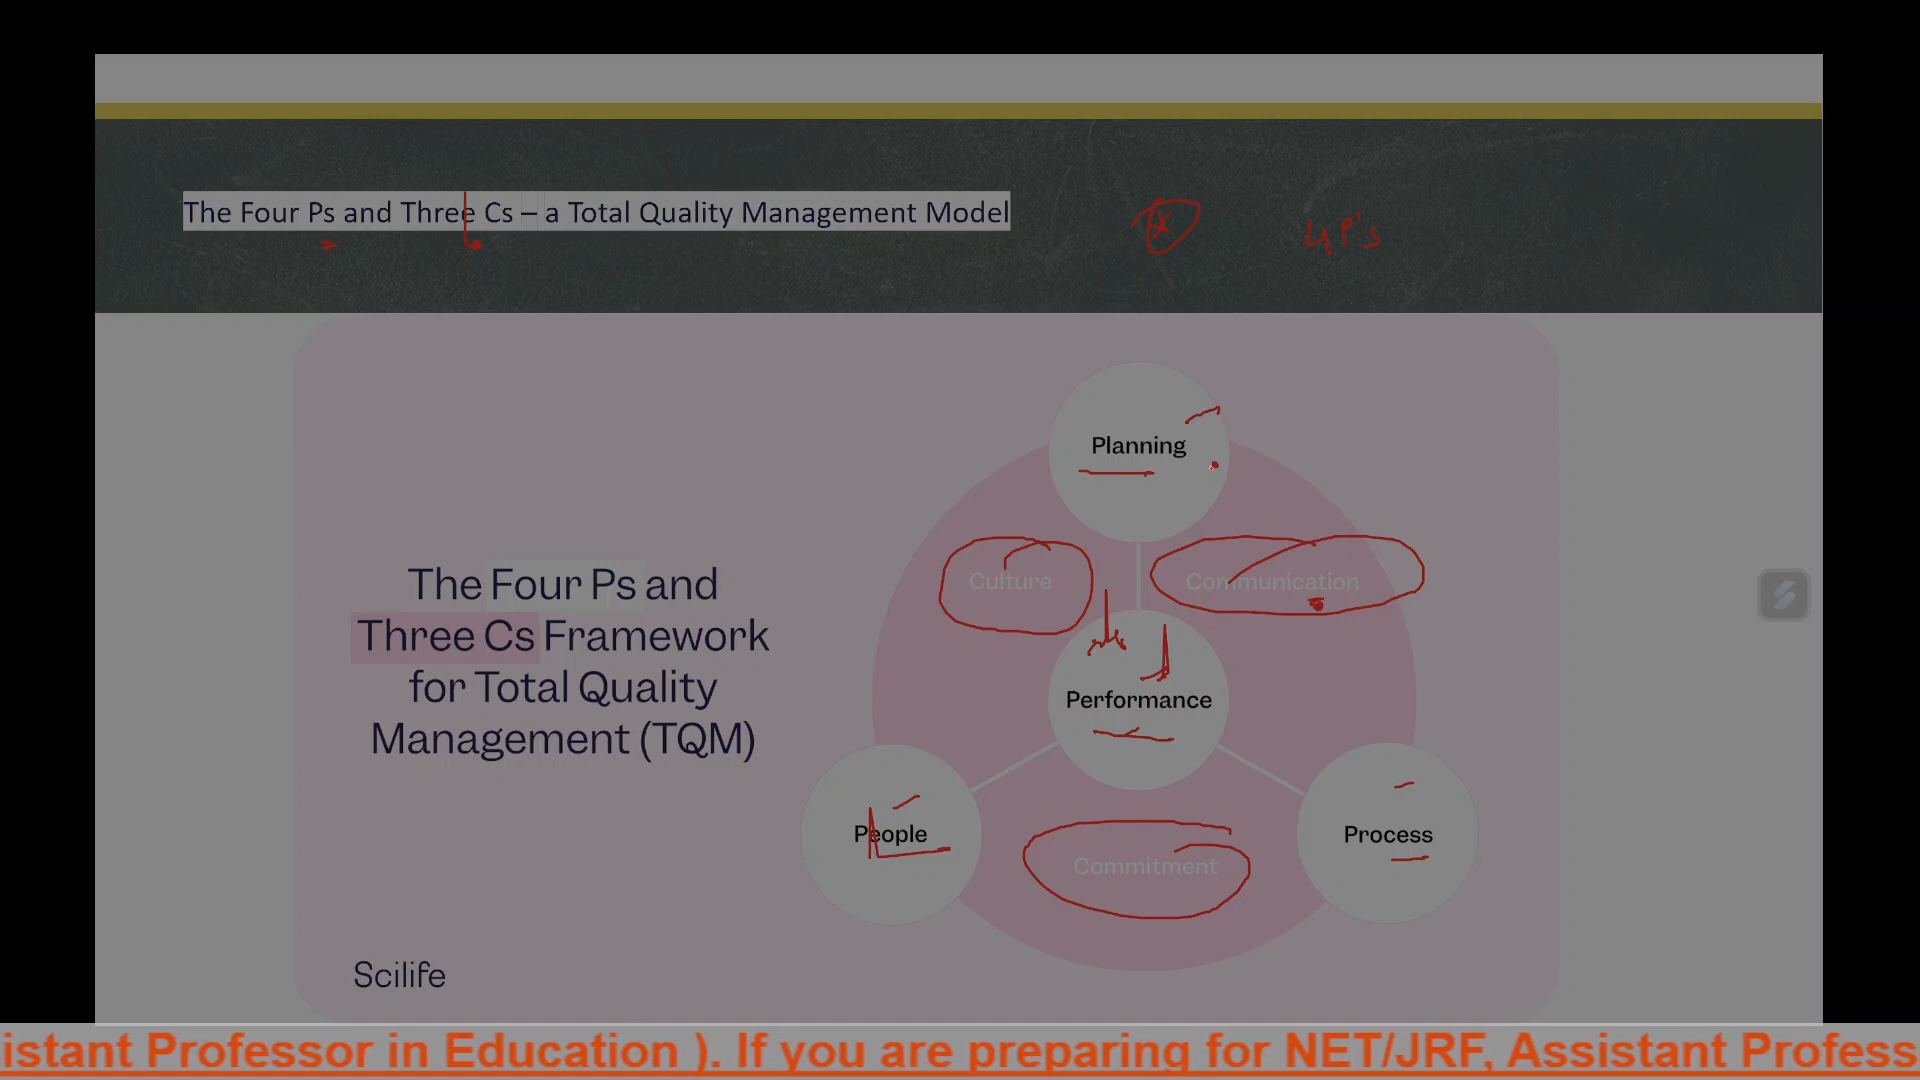 The Four Ps and Three Cs – a Total Quality Management Model
4P's
Planning
Culture
Communication
The Four Ps and
Three Cs Framework
for Total Quality
Management (TQM)
Performance
People
Process
Commitment
Scilife
istant Professor in Education ). If you are preparing for NET/JRF, Assistant Profess